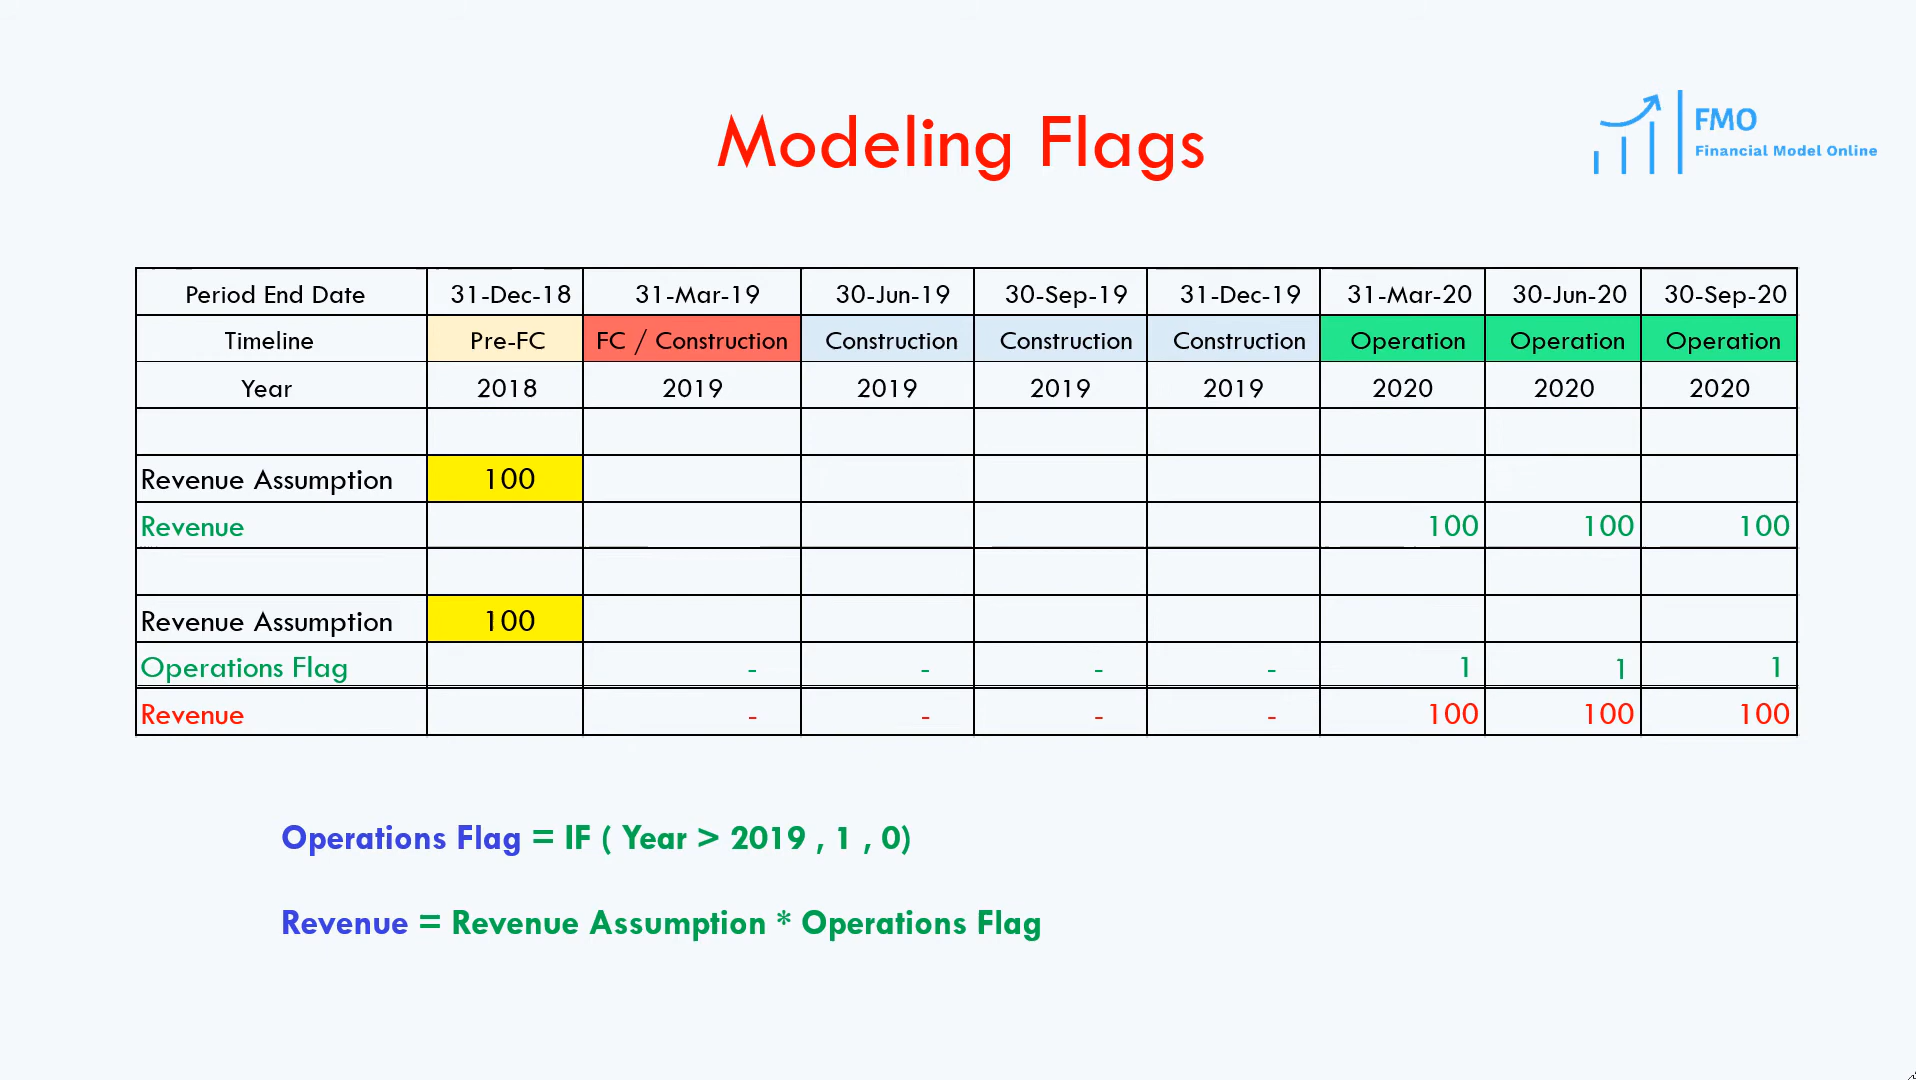 Modeling Flags
FMO
Financial Model Online
Period End Date 31-Dec-18 31-Mar-19 30-Jun-19 30-Sep-19 31-Dec-19 31-Mar-20 30-Jun-20 30-Sep-20
Timeline Pre-FC FC / Construction Construction Construction Construction Operation Operation Operation
Year 2018 2019 2019 2019 2019 2020 2020 2020
Revenue Assumption 100
Revenue 100 100 100
Revenue Assumption 100
Operations Flag - - - - 1 1 1
Revenue - - - - 100 100 100
Operations Flag = IF ( Year > 2019 , 1 , 0)
Revenue = Revenue Assumption * Operations Flag